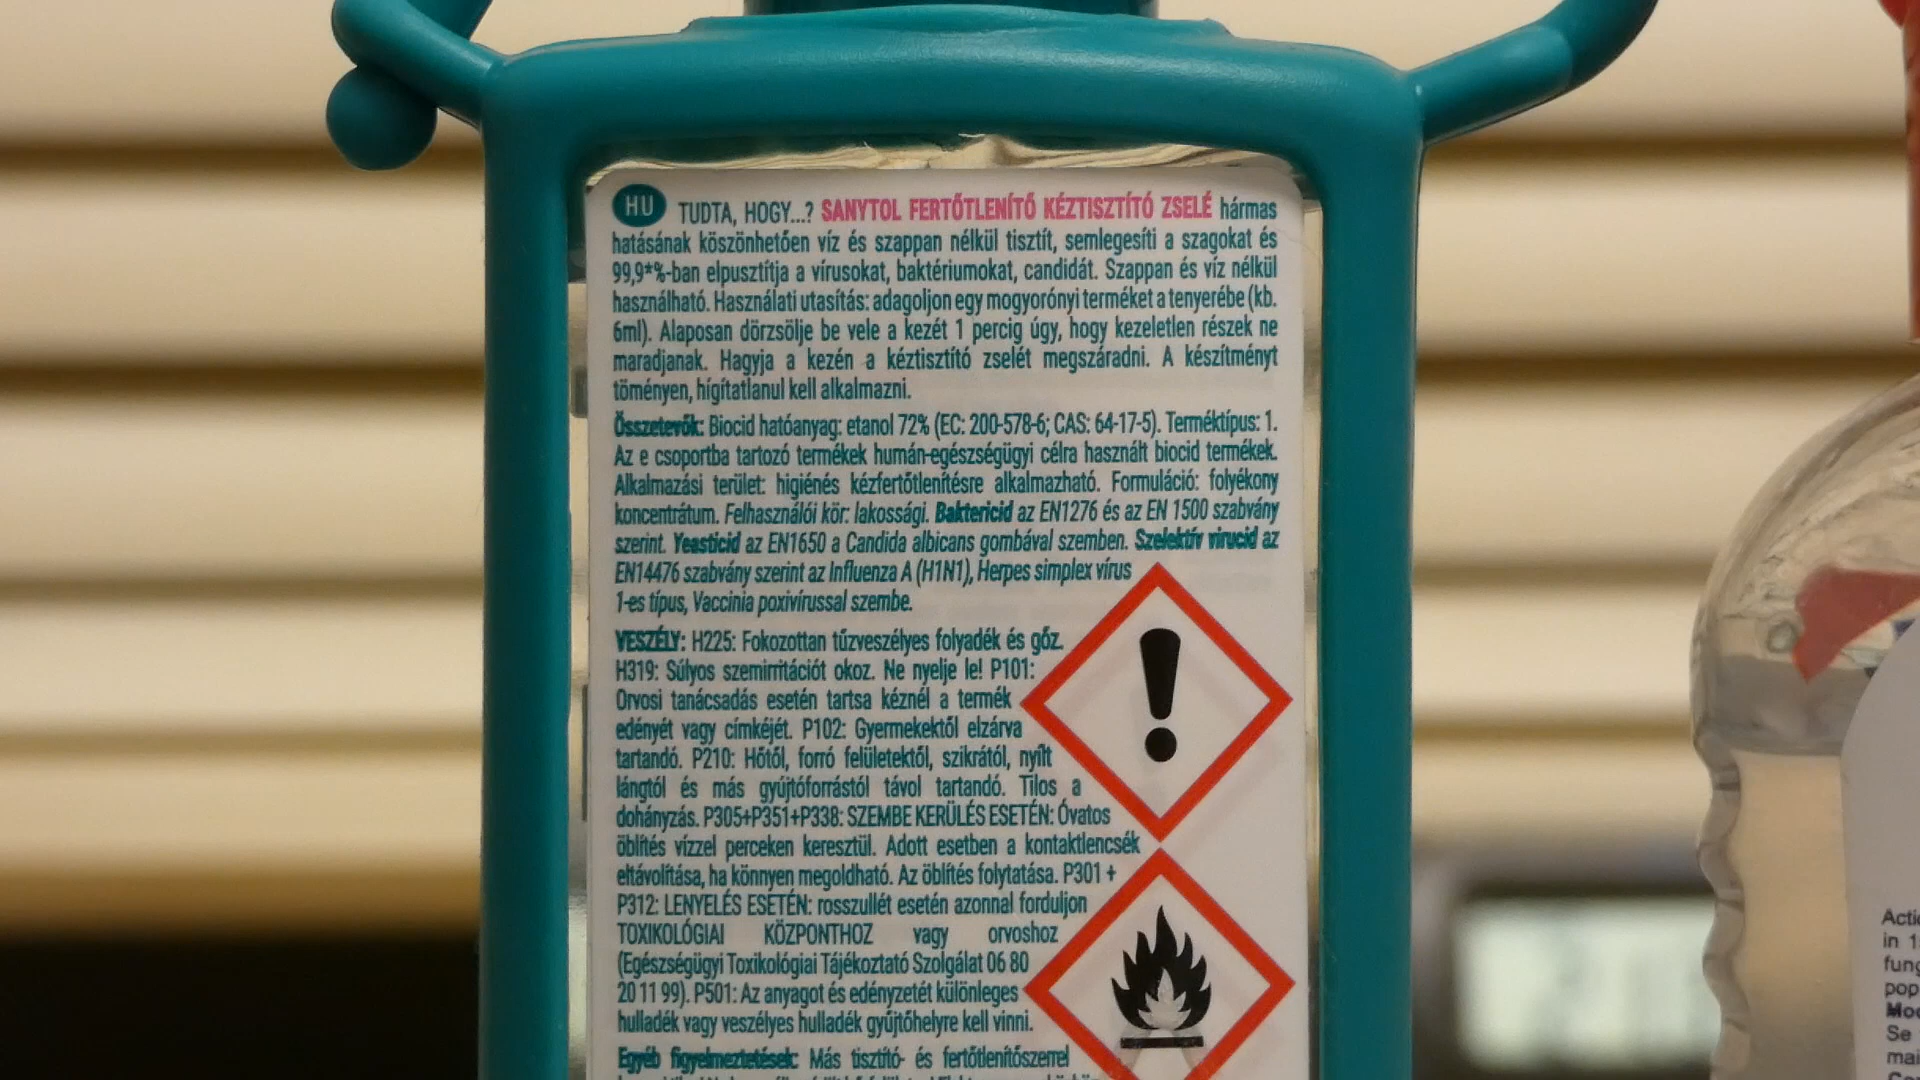 HU TUDTA, HOGY...? SANYTOL FERTŐTLENÍTŐ KÉZTISZTÍTÓ ZSELÉ hármas
hatásának köszönhetően víz és szappan nélkül tisztít, semlegesíti a szagokat és
99,9*%-ban elpusztítja a vírusokat, baktériumokat, candidát. Szappan és víz nélkül
használható. Használati utasítás: adagoljon egy mogyorónyi terméket a tenyerébe (kb.
6ml). Alaposan dörzsölje be vele a kezét 1 percig úgy, hogy kezeletlen részek ne
maradjanak. Hagyja a kezén a kéztisztító zselét megszáradni. A készítményt
töményen, hígítatlanul kell alkalmazni.
Összetevők: Biocid hatóanyag: etanol 72% (EC: 200-578-6; CAS: 64-17-5). Terméktípus: 1.
Az e csoportba tartozó termékek humán-egészségügyi célra használt biocid termékek.
Alkalmazási terület: higiénés kézfertőtlenítésre alkalmazható. Formuláció: folyékony
koncentrátum. Felhasználói kör: lakossági. Baktericid az EN1276 és az EN 1500 szabvány
szerint. Yeasticid az EN1650 a Candida albicans gombával szemben. Szelektív virucid az
EN14476 szabvány szerint az Influenza A (H1N1), Herpes simplex vírus
1-es típus, Vaccinia poxivírussal szembe.
VESZÉLY: H225: Fokozottan tűzveszélyes folyadék és gőz.
H319: Súlyos szemirritációt okoz. Ne nyelje le! P101:
Orvosi tanácsadás esetén tartsa kéznél a termék
edényét vagy címkéjét. P102: Gyermekektől elzárva
tartandó. P210: Hőtől, forró felületektől, szikrától, nyílt
lángtól és más gyújtóforrástól távol tartandó. Tilos a
dohányzás. P305+P351+P338: SZEMBE KERÜLÉS ESETÉN: Óvatos
öblítés vízzel perceken keresztül. Adott esetben a kontaktlencsék
eltávolítása, ha könnyen megoldható. Az öblítés folytatása. P301 +
P312: LENYELÉS ESETÉN: rosszullét esetén azonnal forduljon
TOXIKOLÓGIAI KÖZPONTHOZ vagy orvoshoz
(Egészségügyi Toxikológiai Tájékoztató Szolgálat 06 80
20 11 99). P501: Az anyagot és edényzetét különleges
hulladék vagy veszélyes hulladék gyűjtőhelyre kell vinni.
Egyéb figyelmeztetések: Más tisztító- és fertőtlenítőszerrel
in 1
Se